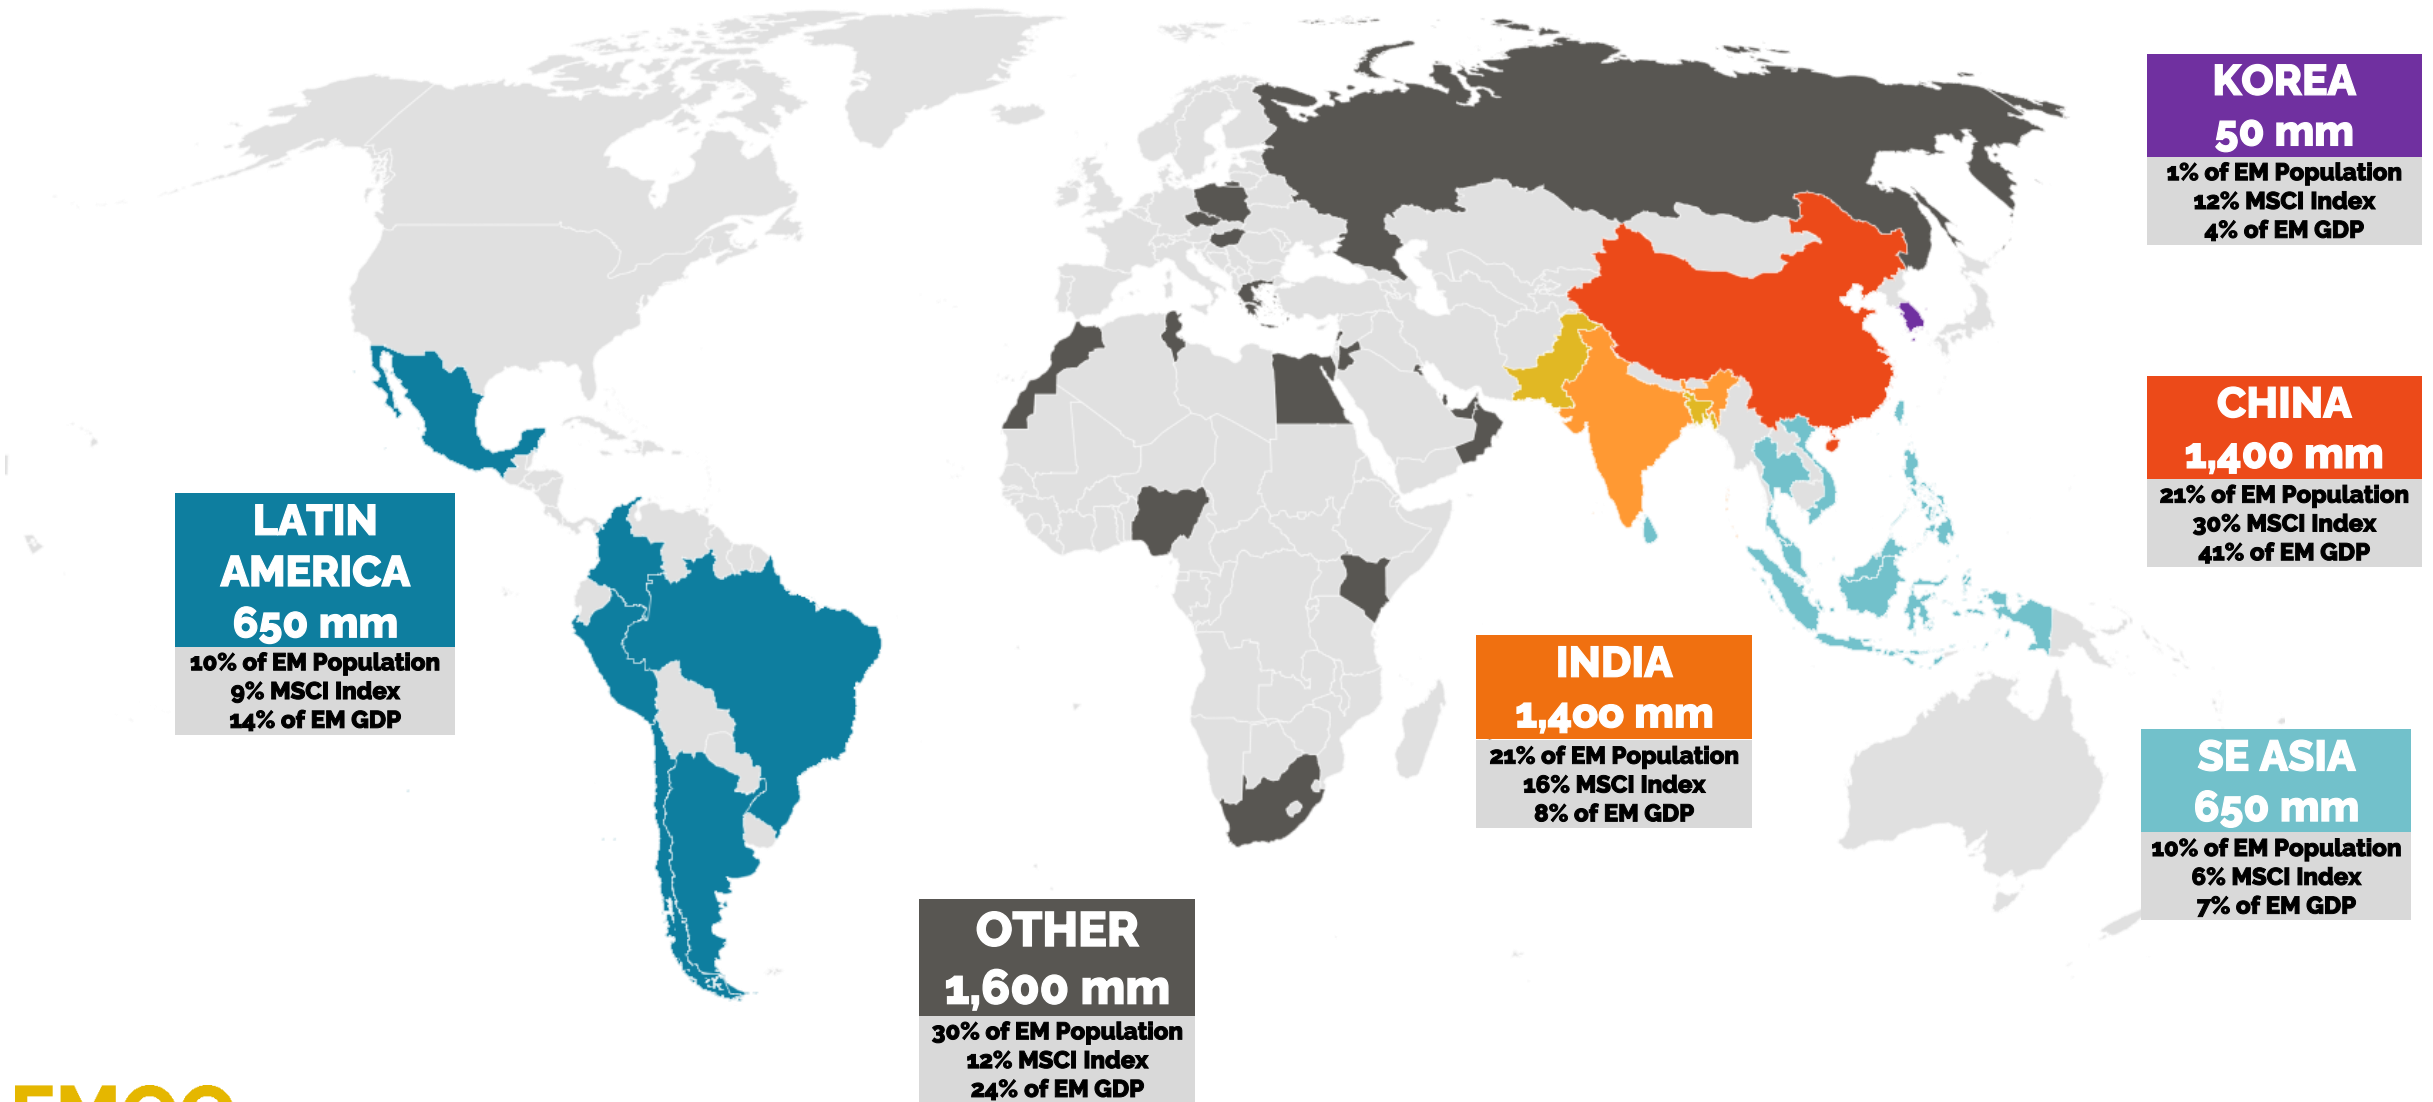 KOREA
50 mm
1% of EM Population
12% MSCI Index
4% of EM GDP
CHINA
1,400 mm
21% of EM Population
30% MSCI Index
41% of EM GDP
LATIN
AMERICA
650 mm
10% of EM Population
9% MSCI Index
14% of EM GDP
INDIA
1,400 mm
21% of EM Population
16% MSCI Index
8% of EM GDP
SE ASIA
650 mm
10% of EM Population
6% MSCI Index
7% of EM GDP
OTHER
1,600 mm
30% of EM Population
12% MSCI Index
24% of EM GDP